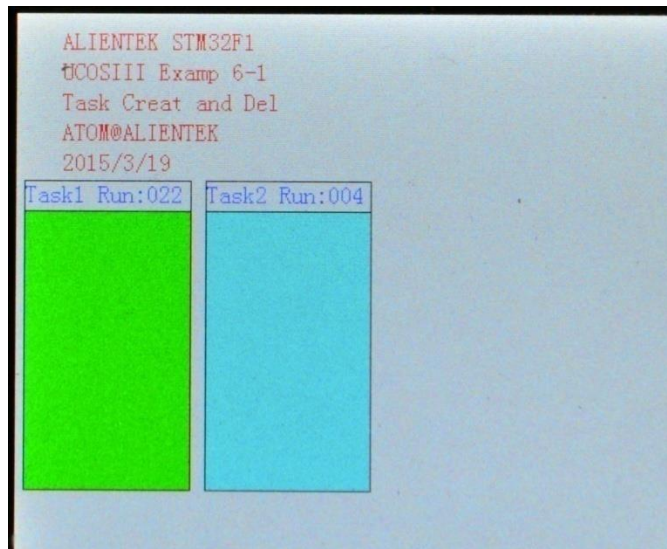 ALIENTEK STM32F1
UCOSIII Examp 6-1
Task Creat and Del
ATOM@ALIENTEK
2015/3/19
Task1 Run:022
Task2 Run:004